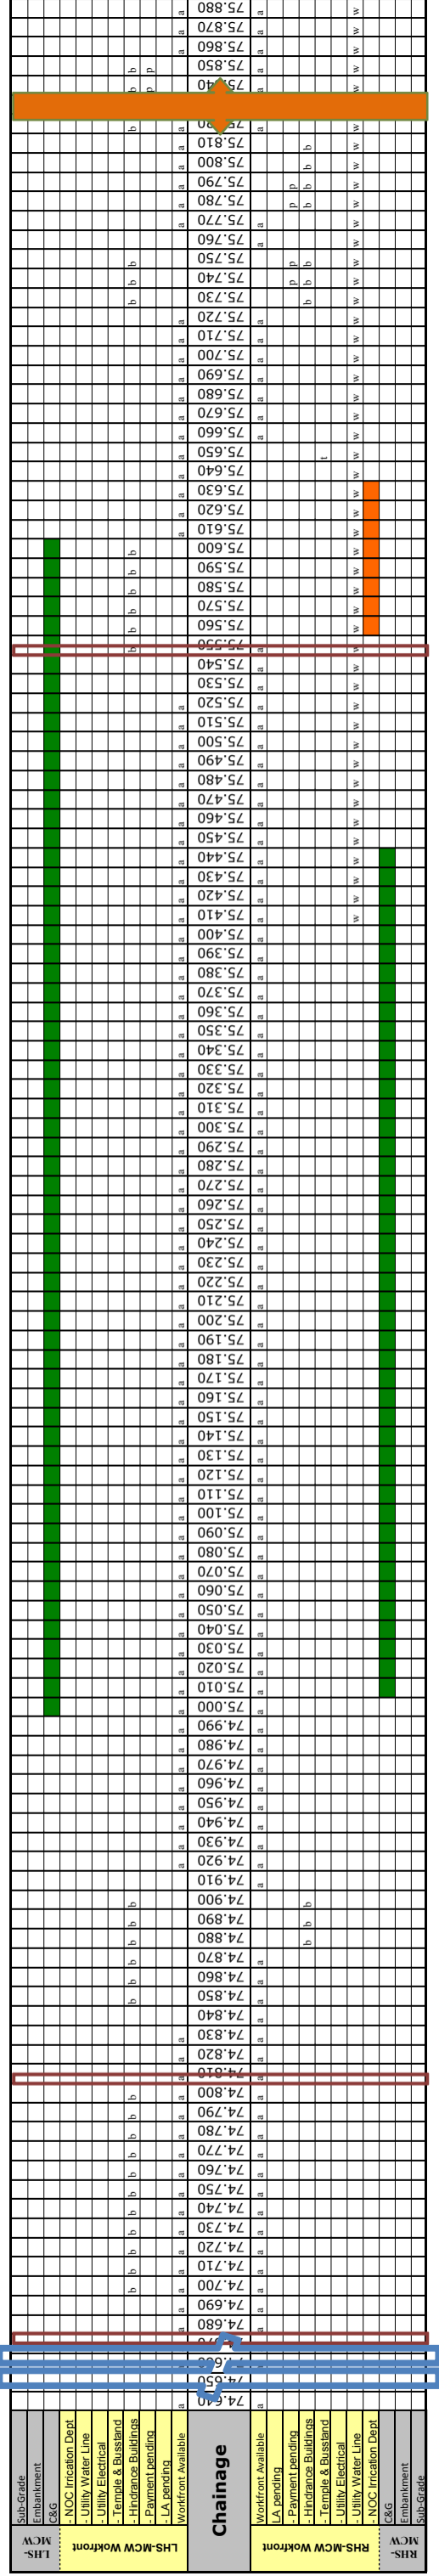 a 75.880 a w
a 75.870 a w
a 75.860 a w
b p 75.850 a w
b p a w
b a a w
a 75.810 b w
a 75.800 b w
a 75.790 p b w
a 75.780 p b w
a 75.770 a w
75.760 a w
b 75.750 p b w
b 75.740 p b w
b 75.730 b w
a 75.720 a w
a 75.710 a w
a 75.700 a w
a 75.690 a w
a 75.680 a w
a 75.670 a w
a 75.660 a w
a 75.650 t w
a 75.640 w
a 75.630 w
a 75.620 w
a 75.610 w
b 75.600 w
b 75.590 w
b 75.580 w
b 75.570 w
b 75.560 w
b 75.550 a w
75.540 a w
75.530 a w
a 75.520 a w
a 75.510 a w
a 75.500 a w
a 75.490 a w
a 75.480 a w
a 75.470 a w
a 75.460 a w
a 75.450 a w
a 75.440 a w
a 75.430 a w
a 75.420 a w
a 75.410 a w
a 75.400 a
a 75.390 a
a 75.380 a
a 75.370 a
a 75.360 a
a 75.350 a
a 75.340 a
a 75.330 a
a 75.320 a
a 75.310 a
a 75.300 a
a 75.290 a
a 75.280 a
a 75.270 a
a 75.260 a
a 75.250 a
a 75.240 a
a 75.230 a
a 75.220 a
a 75.210 a
a 75.200 a
a 75.190 a
a 75.180 a
a 75.170 a
a 75.160 a
a 75.150 a
a 75.140 a
a 75.130 a
a 75.120 a
a 75.110 a
a 75.100 a
a 75.090 a
a 75.080 a
a 75.070 a
a 75.060 a
a 75.050 a
a 75.040 a
a 75.030 a
a 75.020 a
a 75.010 a
a 75.000 a
a 74.990 a
a 74.980 a
a 74.970 a
a 74.960 a
a 74.950 a
a 74.940 a
a 74.930 a
a 74.920 a
74.910 a
b 74.900 b
b 74.890 b
b 74.880 b
b 74.870 a
b 74.860 a
b 74.850 a
74.840 a
a 74.830 a
a 74.820 a
a 74.810 a
b 74.800 a
b 74.790 a
b 74.780 a
b 74.770 a
b 74.760 a
b 74.750 a
b 74.740 a
b 74.730 a
b 74.720 a
b 74.710 a
b 74.700 a
a 74.690 a
a 74.680 a
a 74.640 a
Sub-Grade
Embankment
C&G
- NOC Irrication Dept
- Utility Water Line
- Utility Electrical
-Temple & Busstand
- Hindrance Buildings
- Payment pending
- LA pending
Workfront Available
Chainage
Workfront Available
LA pending
- Payment pending
- Hindrance Buildings
- Temple & Busstand
-Utility Electrical
- Utility Water Line
- NOC Irrication Dept
C&G
Embankment
Sub-Grade
LHS-
MCW
LHS-MCW Wokfront
RHS-MCW Workfront
RHS-
MCW